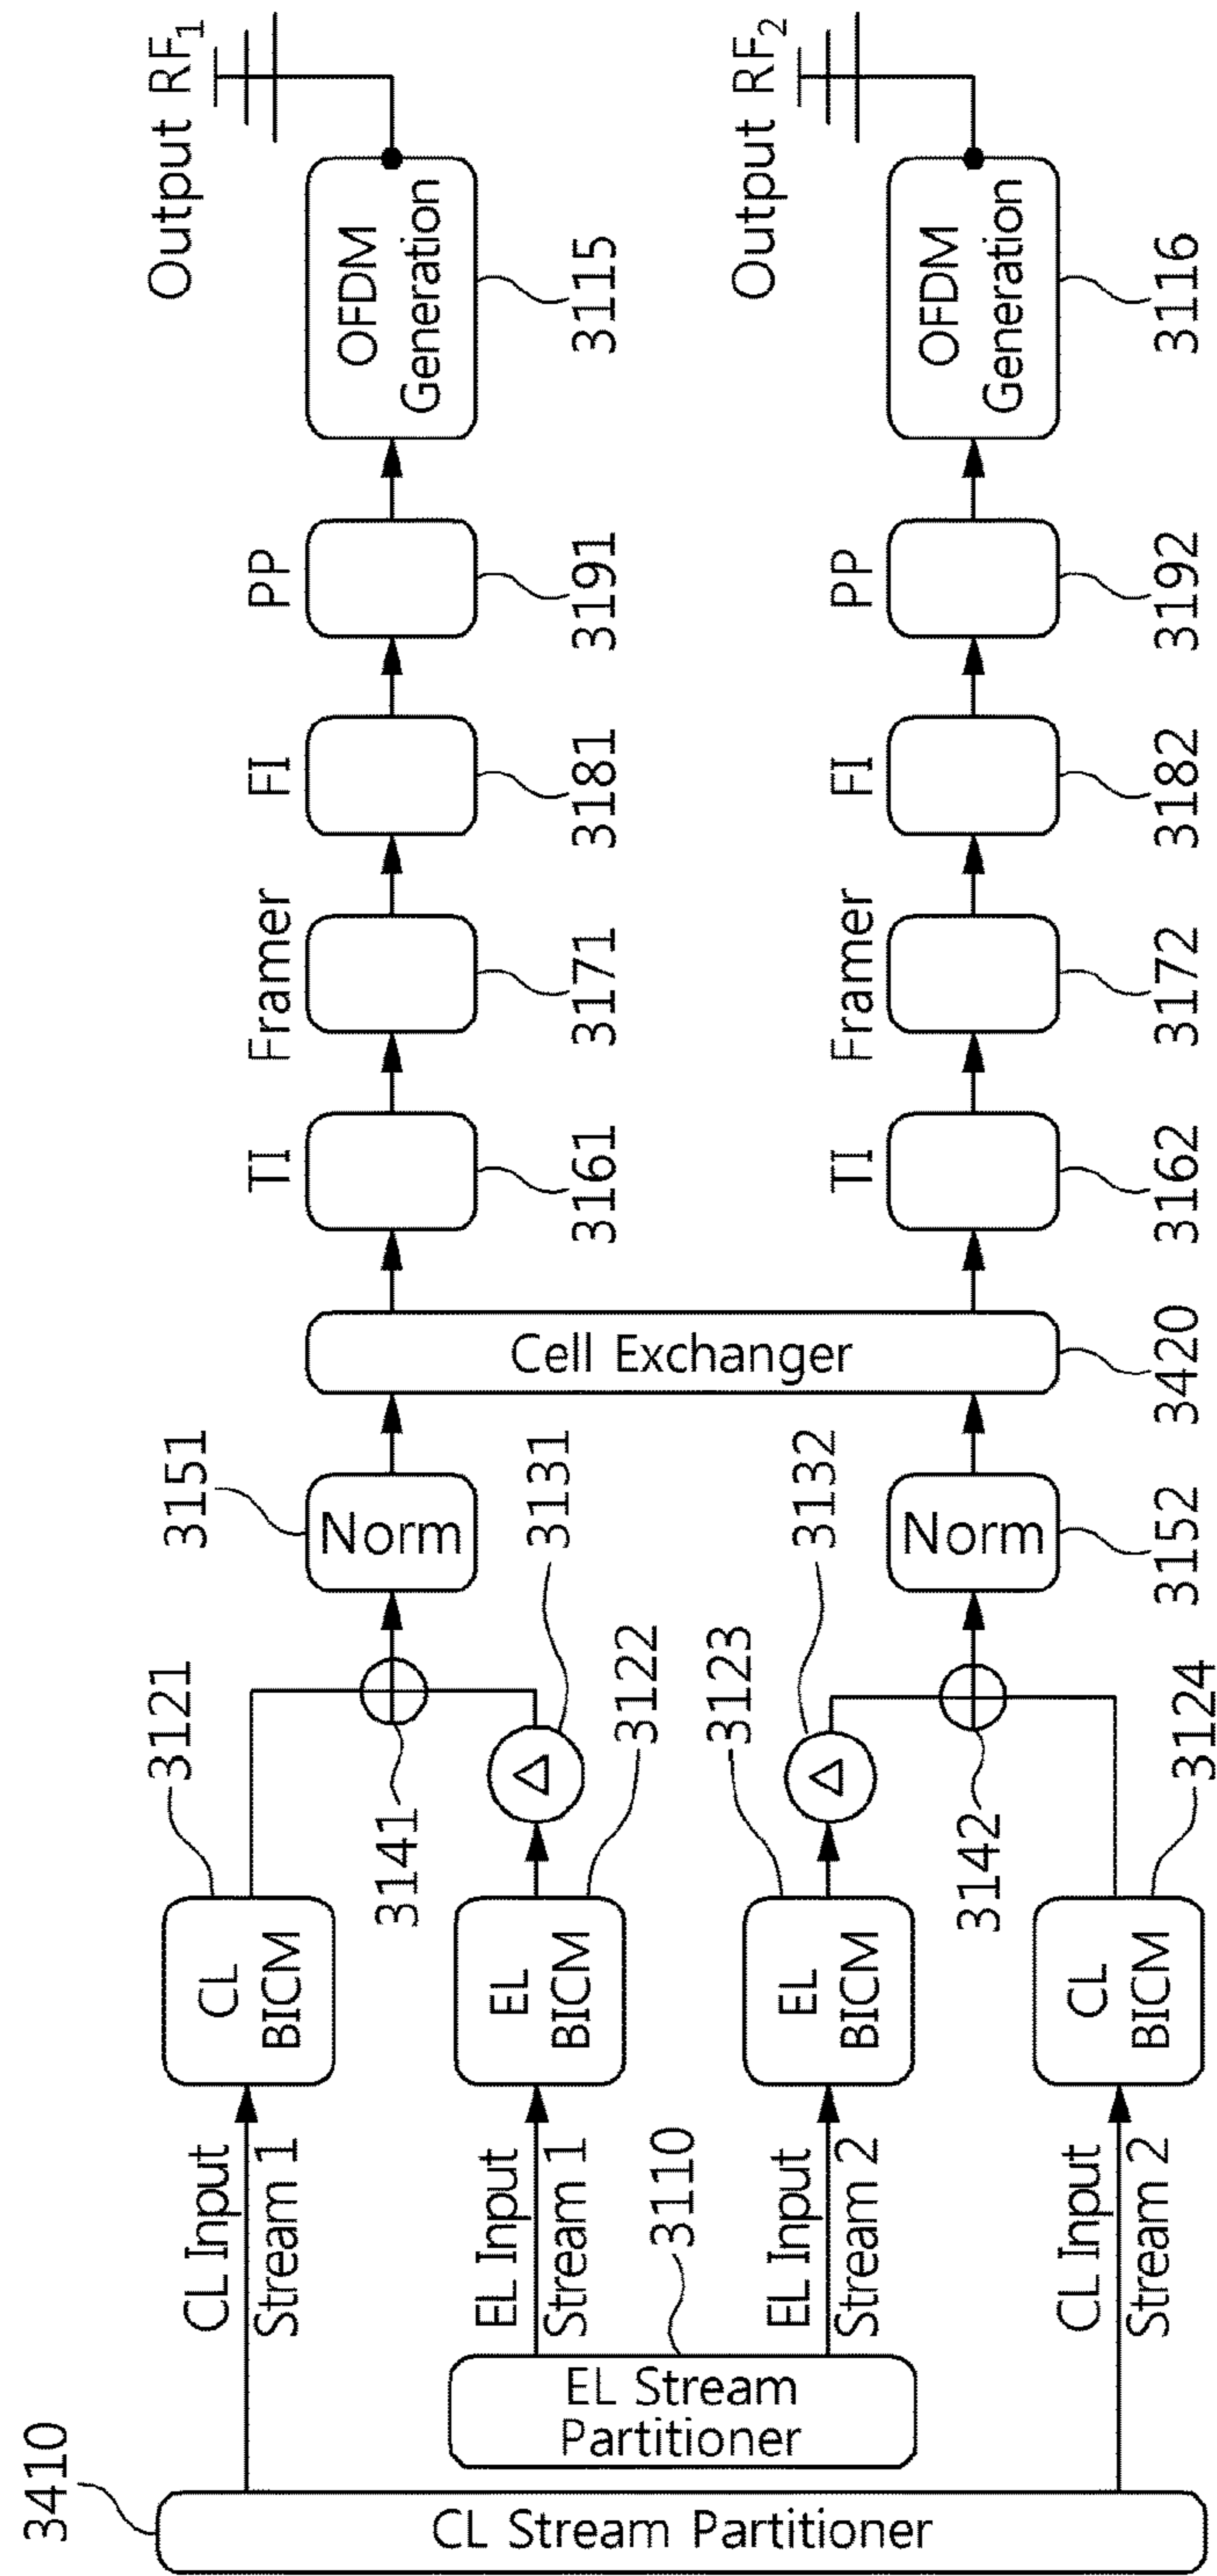 3410
CL Stream Partitioner
EL Stream
Partitioner
3110
CL Input
Stream 1
EL Input
Stream 1
EL Input
Stream 2
CL Input
Stream 2
CL
BICM
3121
EL
BICM
3122
EL
BICM
3123
CL
BICM
3124
Δ
3131
Δ
3132
3141
3142
Norm
3151
Norm
3152
Cell Exchanger
3420
TI
3161
Framer
3171
FI
3181
PP
3191
OFDM
Generation
3115
Output RF1
TI
3162
Framer
3172
FI
3182
PP
3192
OFDM
Generation
3116
Output RF2